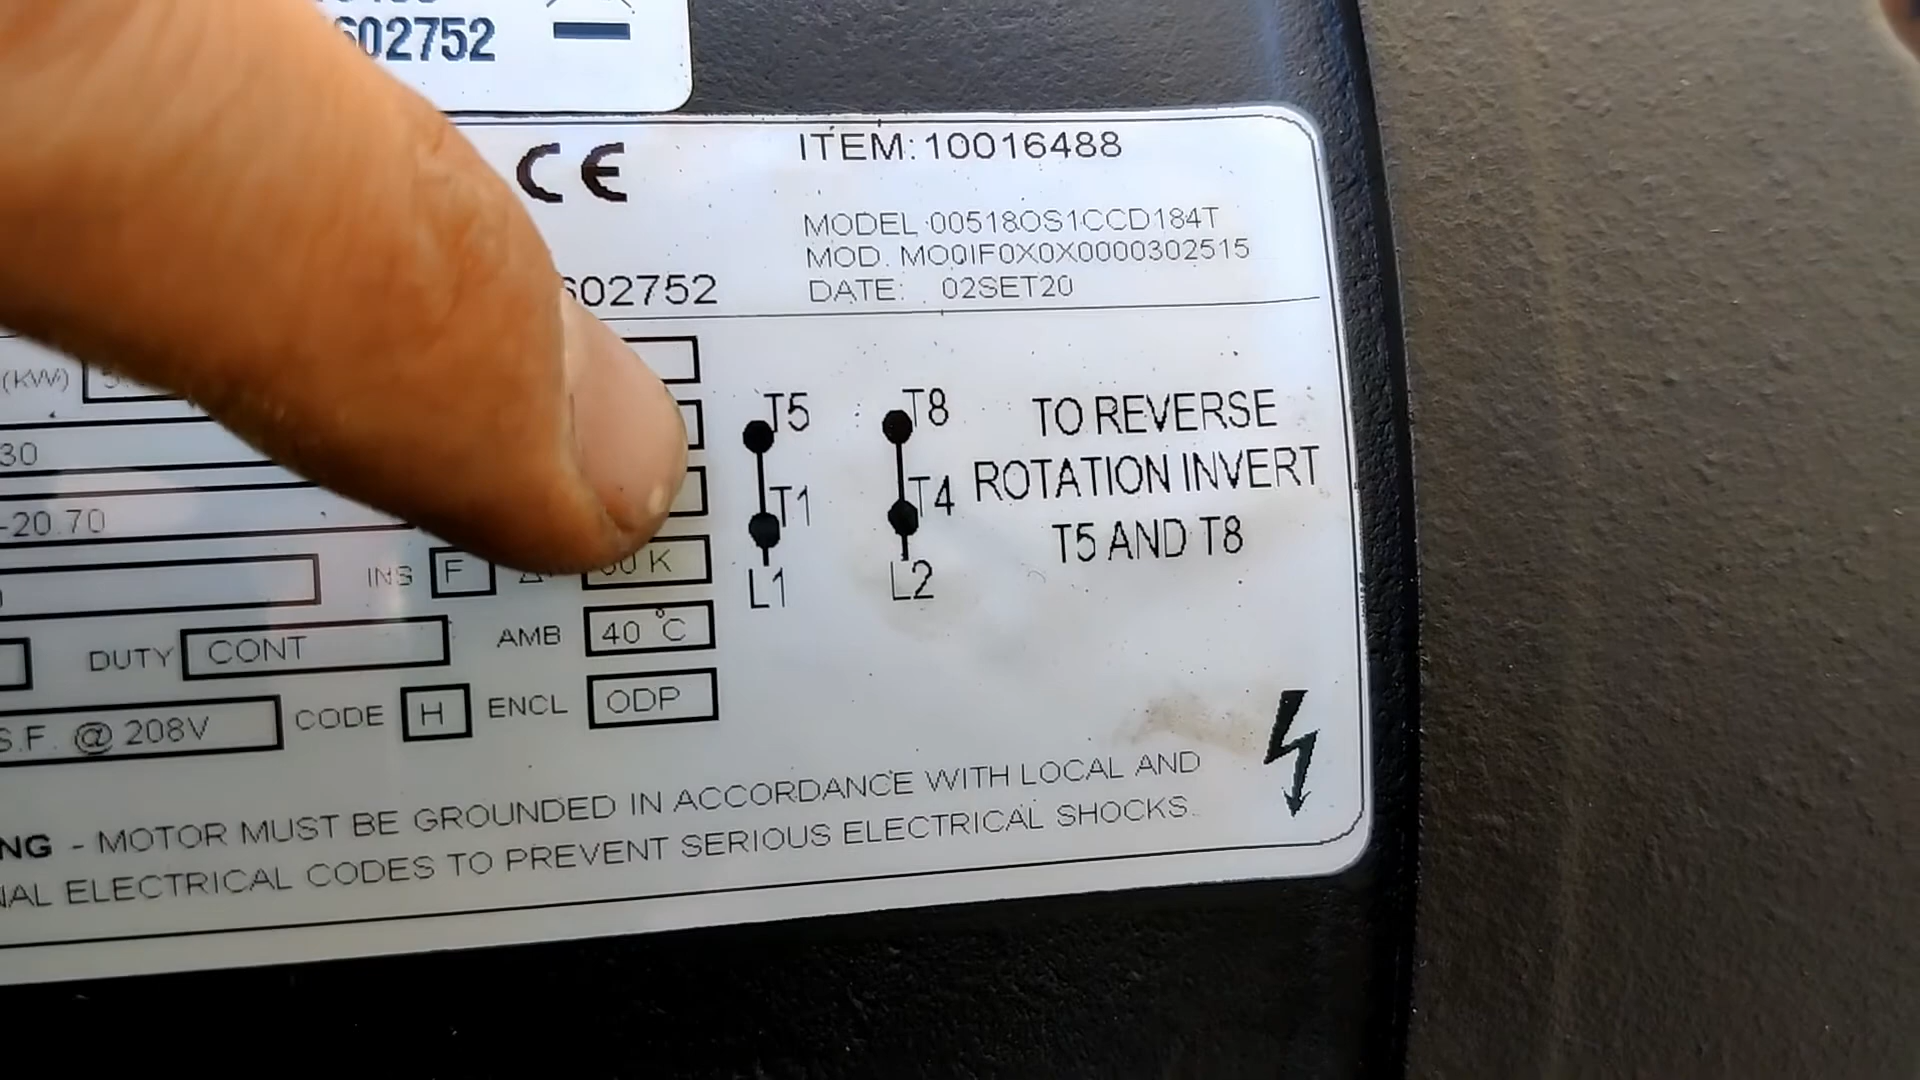 602752
CE
ITEM: 10016488
MODEL 00518OS1CCD184T
MOD. M00IF0X0X0000302515
602752
DATE: 02SET20
(KW)
T5 T8 TO REVERSE
30
ROTATION INVERT
T1 T4
-20.70
T5 AND T8
INS F K
L1 L2
DUTY CONT AMB 40 °C
S.F. @ 208V CODE H ENCL ODP
NG - MOTOR MUST BE GROUNDED IN ACCORDANCE WITH LOCAL AND
NAL ELECTRICAL CODES TO PREVENT SERIOUS ELECTRICAL SHOCKS.